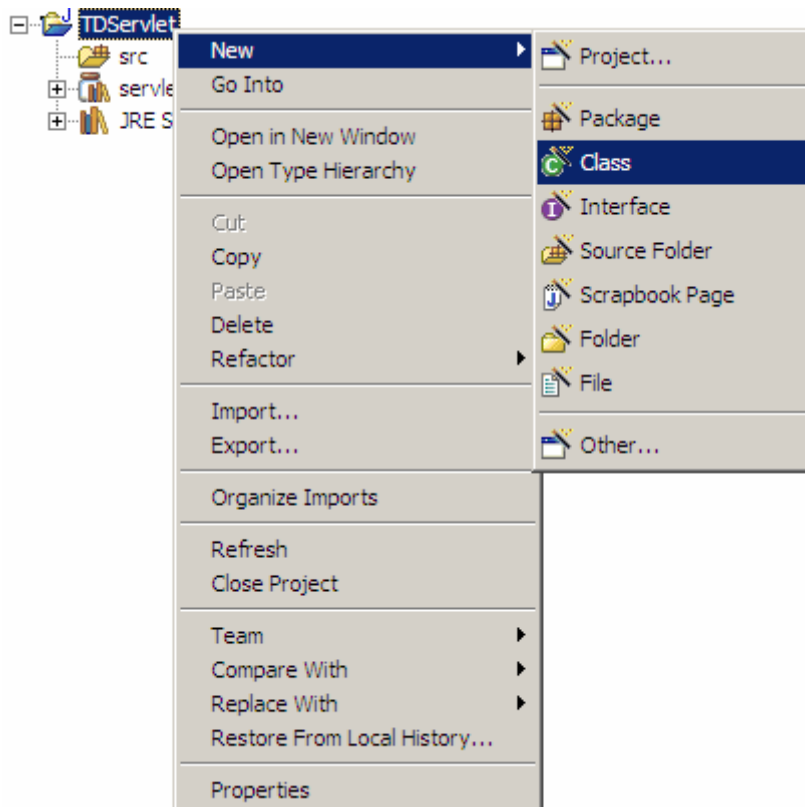 TDServlet
src
servle
JRE S
New
Go Into
Open in New Window
Open Type Hierarchy
Cut
Copy
Paste
Delete
Refactor
Import...
Export...
Organize Imports
Refresh
Close Project
Team
Compare With
Replace With
Restore From Local History...
Properties
Project...
Package
Class
Interface
Source Folder
Scrapbook Page
Folder
File
Other...